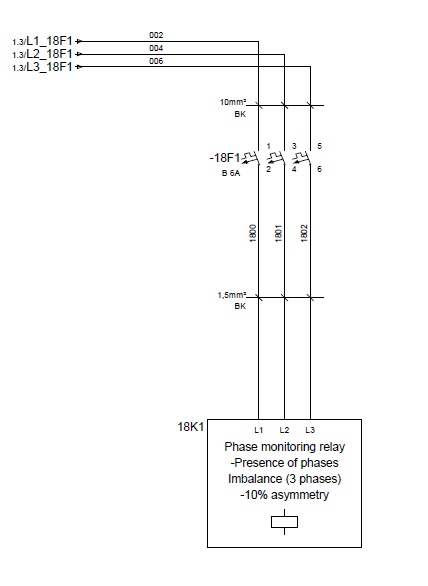 1.3/L1_18F1 002
1.3/L2_18F1 004
1.3/L3_18F1 006
10mm²
BK
1 3 5
-18F1
B 6A 2 4 6
1800 1801 1802
1,5mm²
BK
18K1 L1 L2 L3
Phase monitoring relay
-Presence of phases
Imbalance (3 phases)
-10% asymmetry